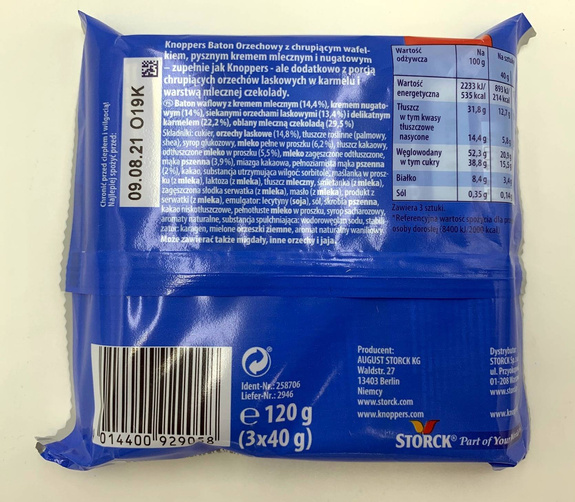 Knoppers Baton Orzechowy z chrupiącym wafel-
kiem, pysznym kremem mlecznym i nugatowym
– zupełnie jak Knoppers - ale dodatkowo z porcją
chrupiących orzechów laskowych w karmelu i
warstwą mlecznej czekolady.
Baton waflowy z kremem mlecznym (14,4%), kremem nugato-
wym (14%), siekanymi orzechami laskowymi (13,4%) i delikatnym
karmelem (22,2%), oblany mleczną czekoladą (29,5%)
Składniki: cukier, orzechy laskowe (14,8%), tłuszcze roślinne (palmowy,
shea), syrop glukozowy, mleko pełne w proszku (6,2%), tłuszcz kakaowy,
odtłuszczone mleko w proszku (5,5%), mleko zagęszczone odtłuszczone,
mąka pszenna (3,9%), miazga kakaowa, pełnoziarnista mąka pszenna
(2%), kakao, substancja utrzymująca wilgoć: sorbitole, maślanka w prosz-
ku (z mleka), laktoza (z mleka), tłuszcz mleczny, śmietanka (z mleka),
zagęszczona słodka serwatka (z mleka), masło (z mleka), produkt z
serwatki (z mleka), emulgator: lecytyny (soja), sól, skrobia pszenna,
kakao niskotłuszczowe, pełnotłuste mleko w proszku, syrop sacharozowy,
aromaty naturalne, substancja spulchniająca: wodorowęglan sodu, stabili-
zator: karagen, mielone orzeszki ziemne, aromat naturalny waniliowy.
Może zawierać także migdały, inne orzechy i jaja.
Chronić przed ciepłem i wilgocią!
Najlepiej spożyć przed:
09.08.21 O19K
Wartość odżywcza Na 100 g Na sztukę 40 g
Wartość energetyczna 2233 kJ/ 535 kcal 893 kJ/ 214 kcal
Tłuszcz 31,8 g 12,7 g
w tym kwasy
tłuszczowe
nasycone 14,4 g 5,8 g
Węglowodany 52,3 g 20,9
w tym cukry 38,8 g 15,5
Białko 8,4 g 3,4
Sól 0,35 g 0,14
Zawiera 3 sztuki.
*Referencyjna wartość spożycia dla
osoby dorosłej (8400 kJ/2000 kcal)
014400 929058
Ident-Nr.: 258706
Liefer-Nr.: 2946
e 120 g
(3x40 g)
Producent:
AUGUST STORCK KG
Waldstr. 27
13403 Berlin
Niemcy
www.storck.com
www.knoppers.com
STORCK® Part of Your
Dystrybutor
STORCK
ul.
01-208